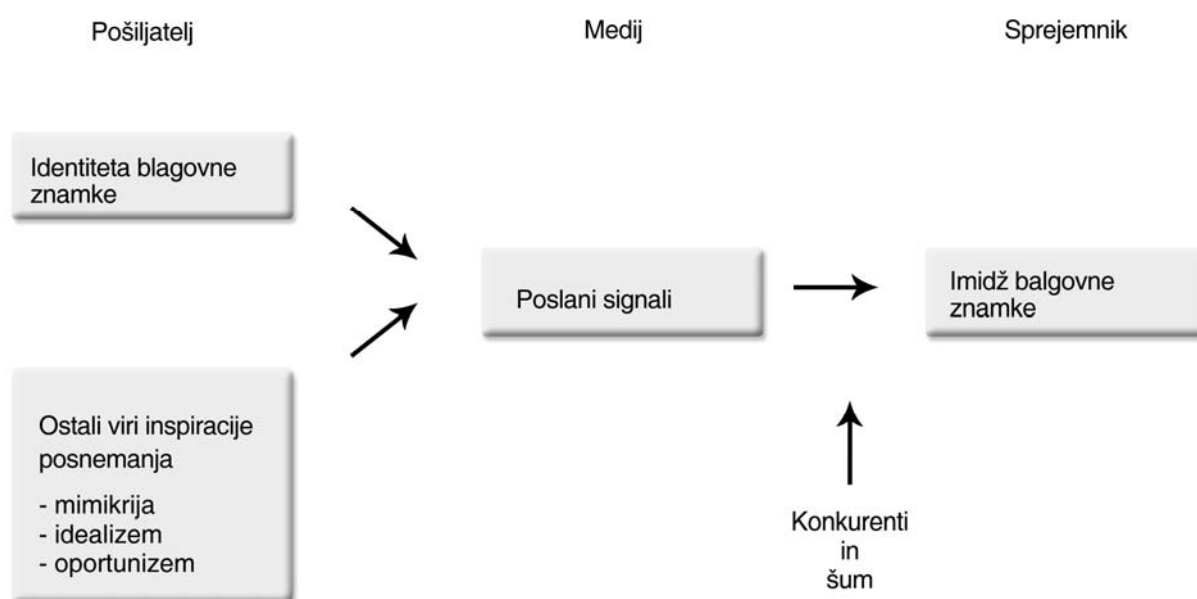 Pošiljatelj
Medij
Sprejemnik
Identiteta blagovne
znamke
Poslani signali
Imidž balgovne
znamke
Ostali viri inspiracije
posnemanja
- mimikrija
- idealizem
- oportunizem
Konkurenti
in
šum